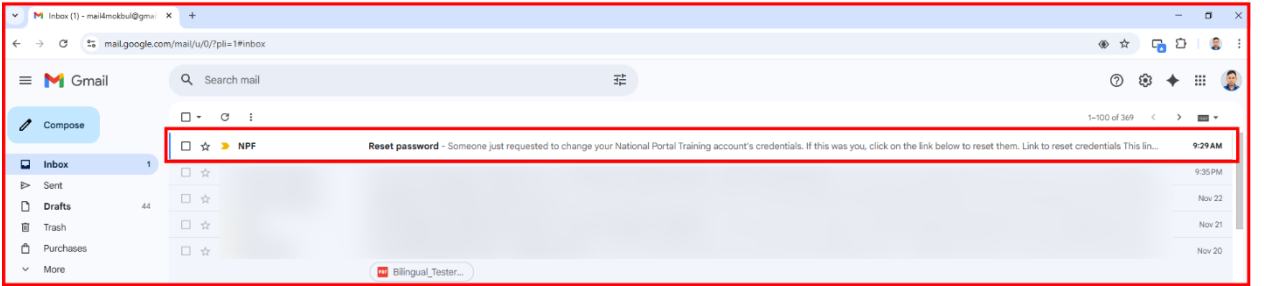 Inbox (1) - mail4mokbul@gmai
mail.google.com/mail/u/0/?pli=1#inbox
Gmail
Search mail
Compose
1–100 of 369
NPF Reset password - Someone just requested to change your National Portal Training account's credentials. If this was you, click on the link below to reset them. Link to reset credentials This lin... 9:29 AM
Inbox 1
9:35 PM
Sent
Drafts 44
Nov 22
Trash
Nov 21
Purchases
Nov 20
More
PDF Bilingual_Tester...